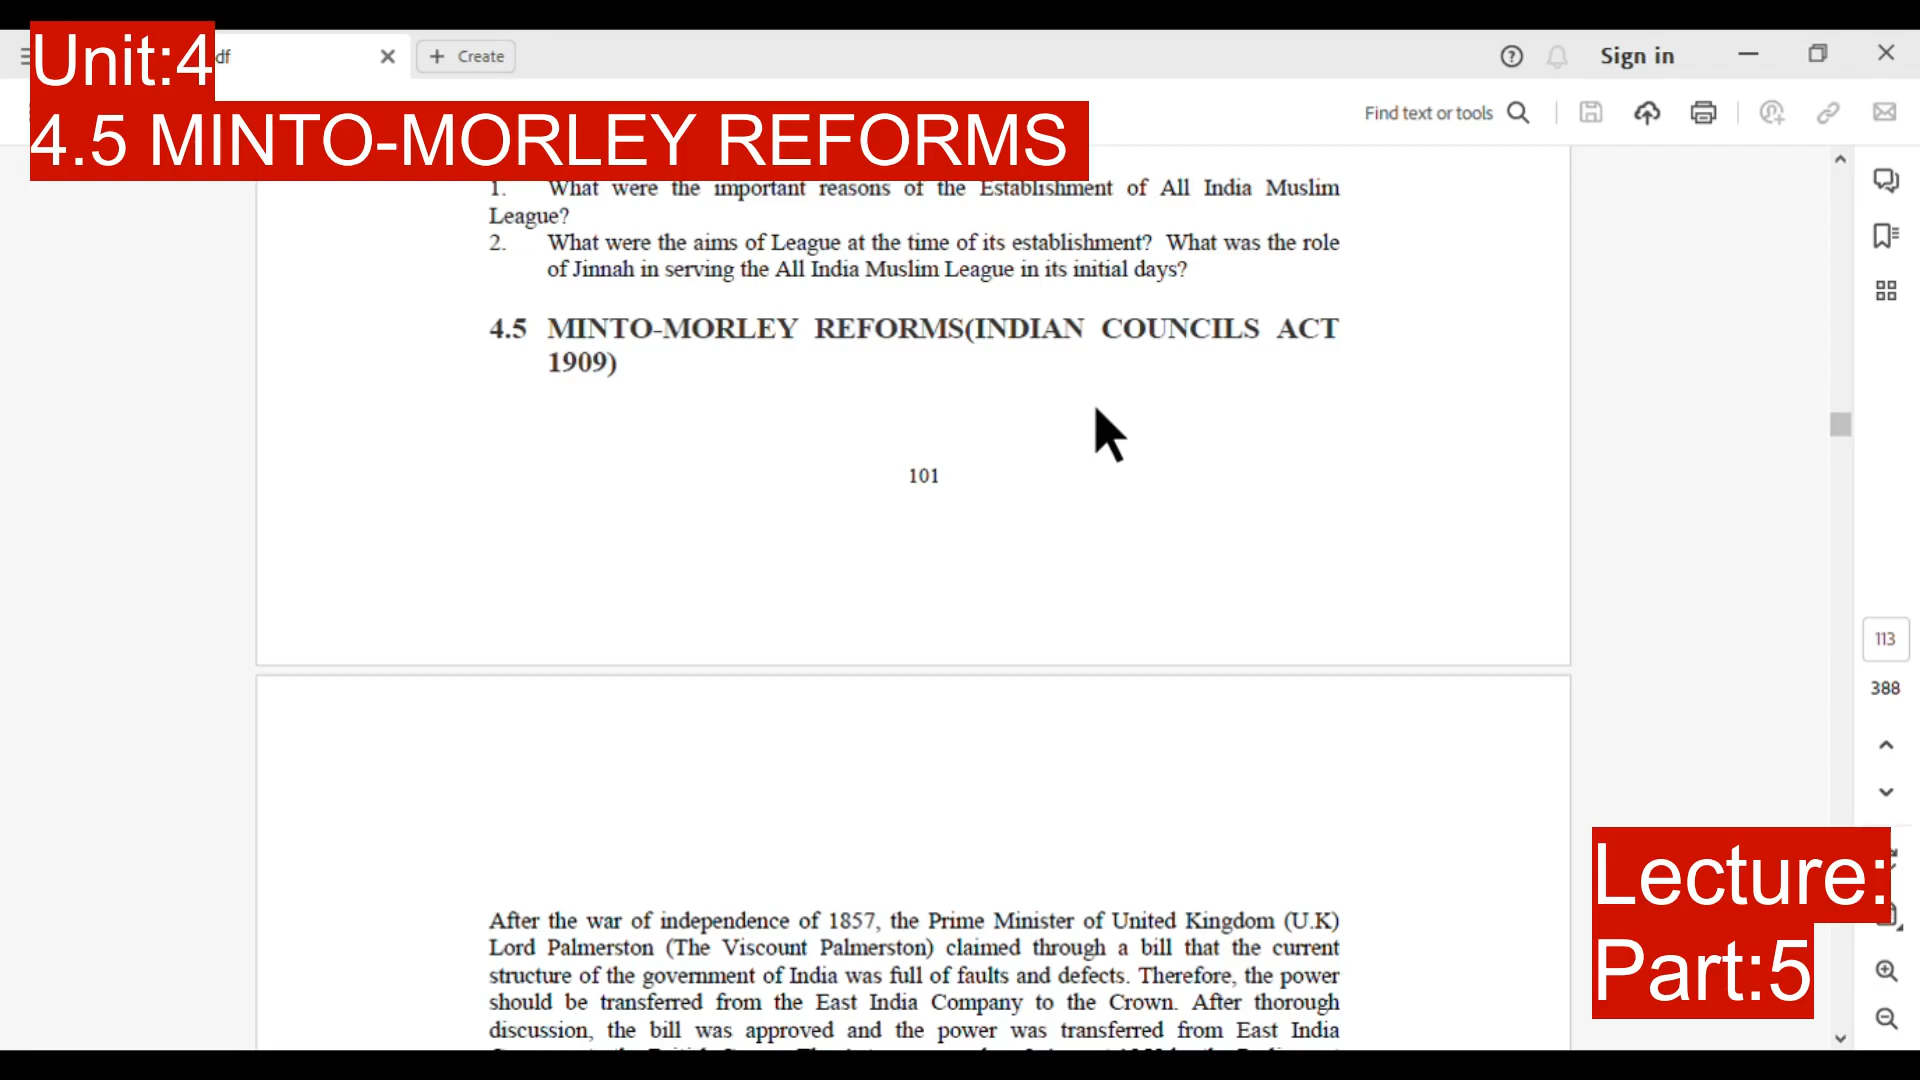 Unit:4
df
Create
Sign in
4.5 MINTO-MORLEY REFORMS
Find text or tools
1. What were the important reasons of the Establishment of All India Muslim
League?
2. What were the aims of League at the time of its establishment? What was the role
of Jinnah in serving the All India Muslim League in its initial days?
4.5 MINTO-MORLEY REFORMS(INDIAN COUNCILS ACT
1909)
101
113
388
After the war of independence of 1857, the Prime Minister of United Kingdom (U.K)
Lord Palmerston (The Viscount Palmerston) claimed through a bill that the current
structure of the government of India was full of faults and defects. Therefore, the power
should be transferred from the East India Company to the Crown. After thorough
discussion, the bill was approved and the power was transferred from East India
Lecture:
Part:5